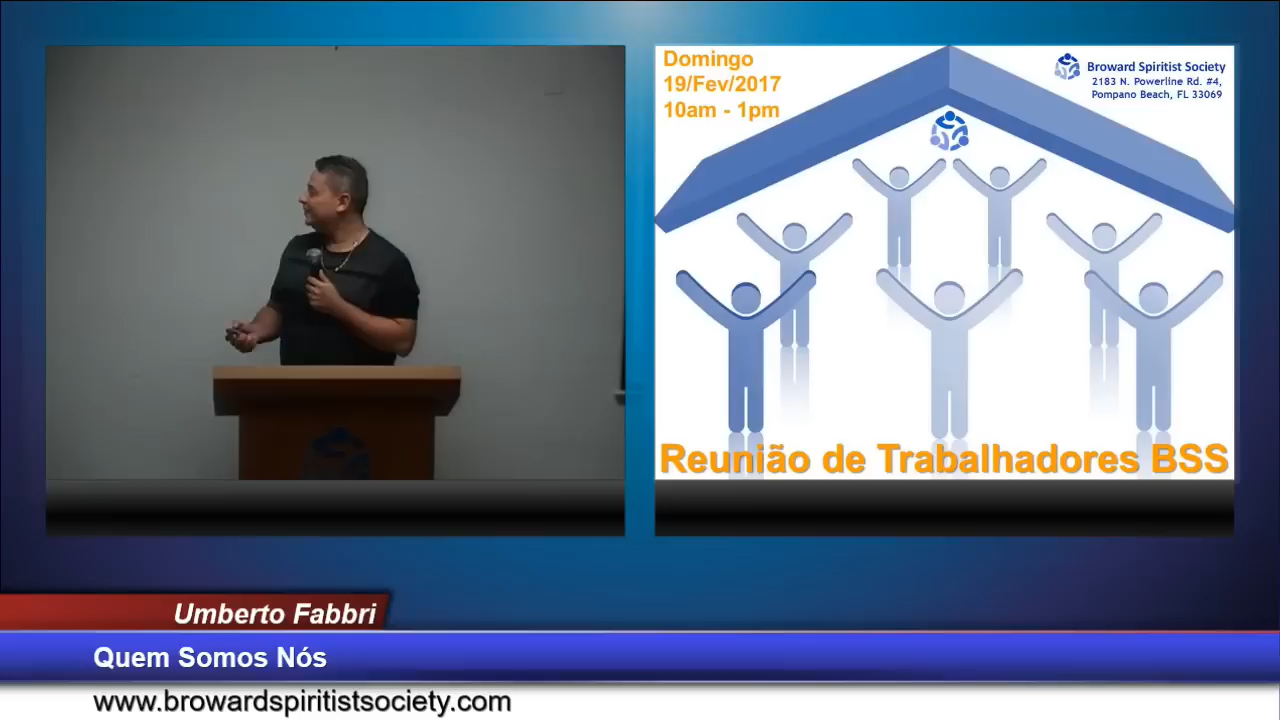 Domingo
19/Fev/2017
10am - 1pm
Broward Spiritist Society
2183 N. Powerline Rd. #4,
Pompano Beach, FL 33069
Reunião de Trabalhadores BSS
Umberto Fabbri
Quem Somos Nós
www.browardspiritistsociety.com